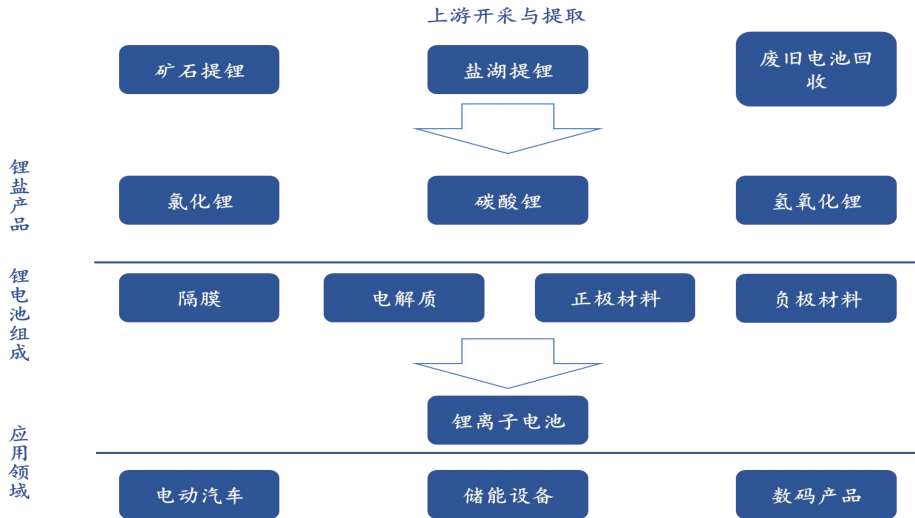 上游开采与提取
矿石提锂
盐湖提锂
废旧电池回
收
锂盐产品
氯化锂
碳酸锂
氢氧化锂
锂电池组成
隔膜
电解质
正极材料
负极材料
锂离子电池
应用领域
电动汽车
储能设备
数码产品